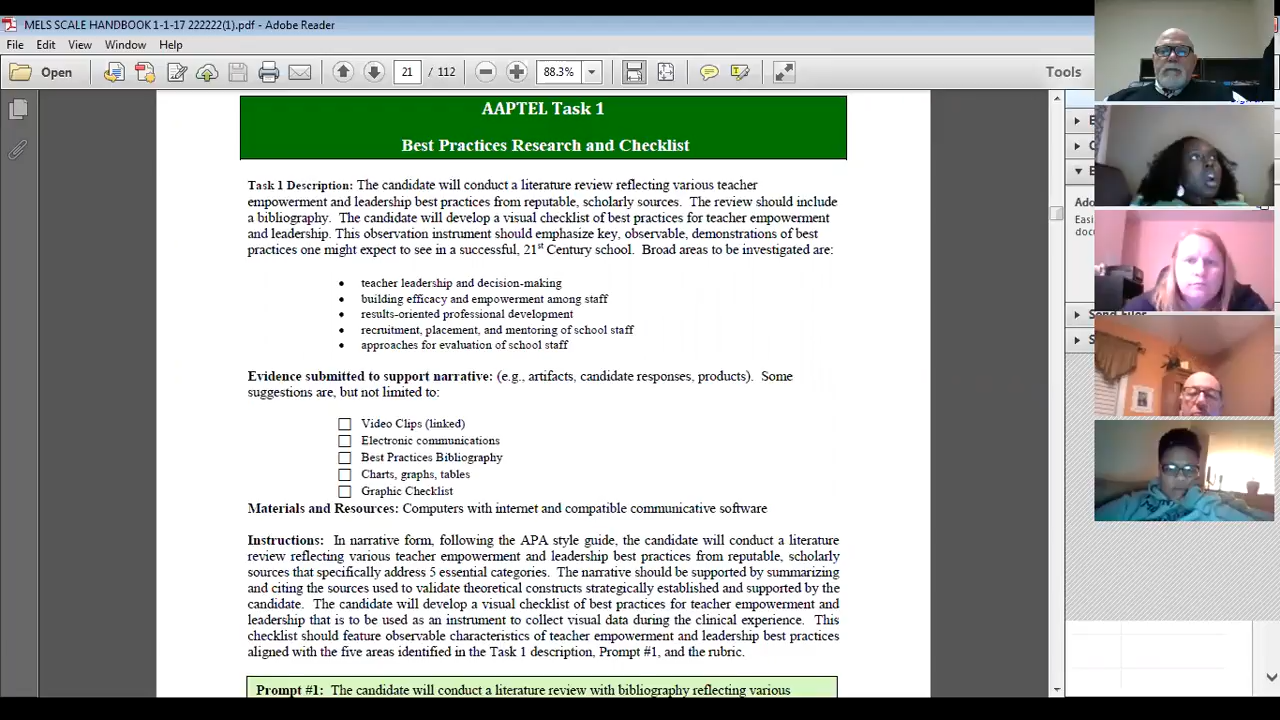 MELS SCALE HANDBOOK 1-1-17 222222(1).pdf - Adobe Reader
File Edit View Window Help
Open
21 / 112
88.3%
Tools
AAPTEL Task 1
Best Practices Research and Checklist
Task 1 Description: The candidate will conduct a literature review reflecting various teacher
empowerment and leadership best practices from reputable, scholarly sources. The review should include
a bibliography. The candidate will develop a visual checklist of best practices for teacher empowerment
and leadership. This observation instrument should emphasize key, observable, demonstrations of best
practices one might expect to see in a successful, 21st Century school. Broad areas to be investigated are:
• teacher leadership and decision-making
• building efficacy and empowerment among staff
• results-oriented professional development
• recruitment, placement, and mentoring of school staff
• approaches for evaluation of school staff
Evidence submitted to support narrative: (e.g., artifacts, candidate responses, products). Some
suggestions are, but not limited to:
Video Clips (linked)
Electronic communications
Best Practices Bibliography
Charts, graphs, tables
Graphic Checklist
Materials and Resources: Computers with internet and compatible communicative software
Instructions: In narrative form, following the APA style guide, the candidate will conduct a literature
review reflecting various teacher empowerment and leadership best practices from reputable, scholarly
sources that specifically address 5 essential categories. The narrative should be supported by summarizing
and citing the sources used to validate theoretical constructs strategically established and supported by the
candidate. The candidate will develop a visual checklist of best practices for teacher empowerment and
leadership that is to be used as an instrument to collect visual data during the clinical experience. This
checklist should feature observable characteristics of teacher empowerment and leadership best practices
aligned with the five areas identified in the Task 1 description, Prompt #1, and the rubric.
Prompt #1: The candidate will conduct a literature review with bibliography reflecting various